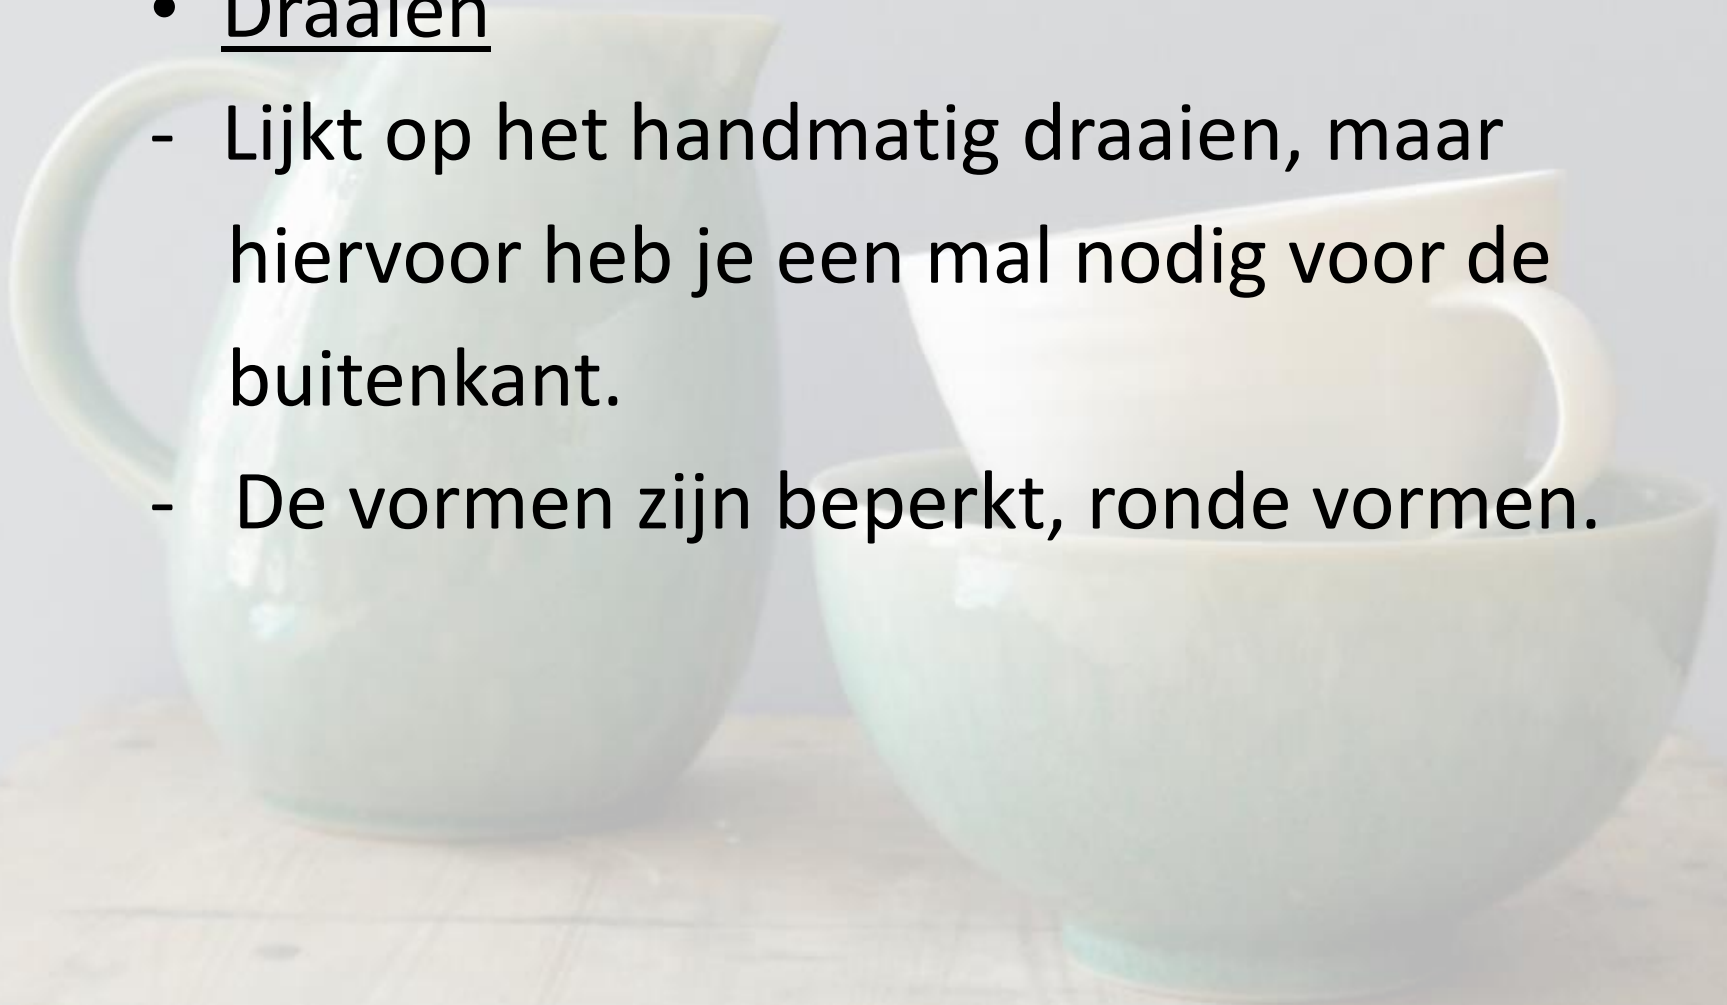 • Draaien
- Lijkt op het handmatig draaien, maar
hiervoor heb je een mal nodig voor de
buitenkant.
- De vormen zijn beperkt, ronde vormen.